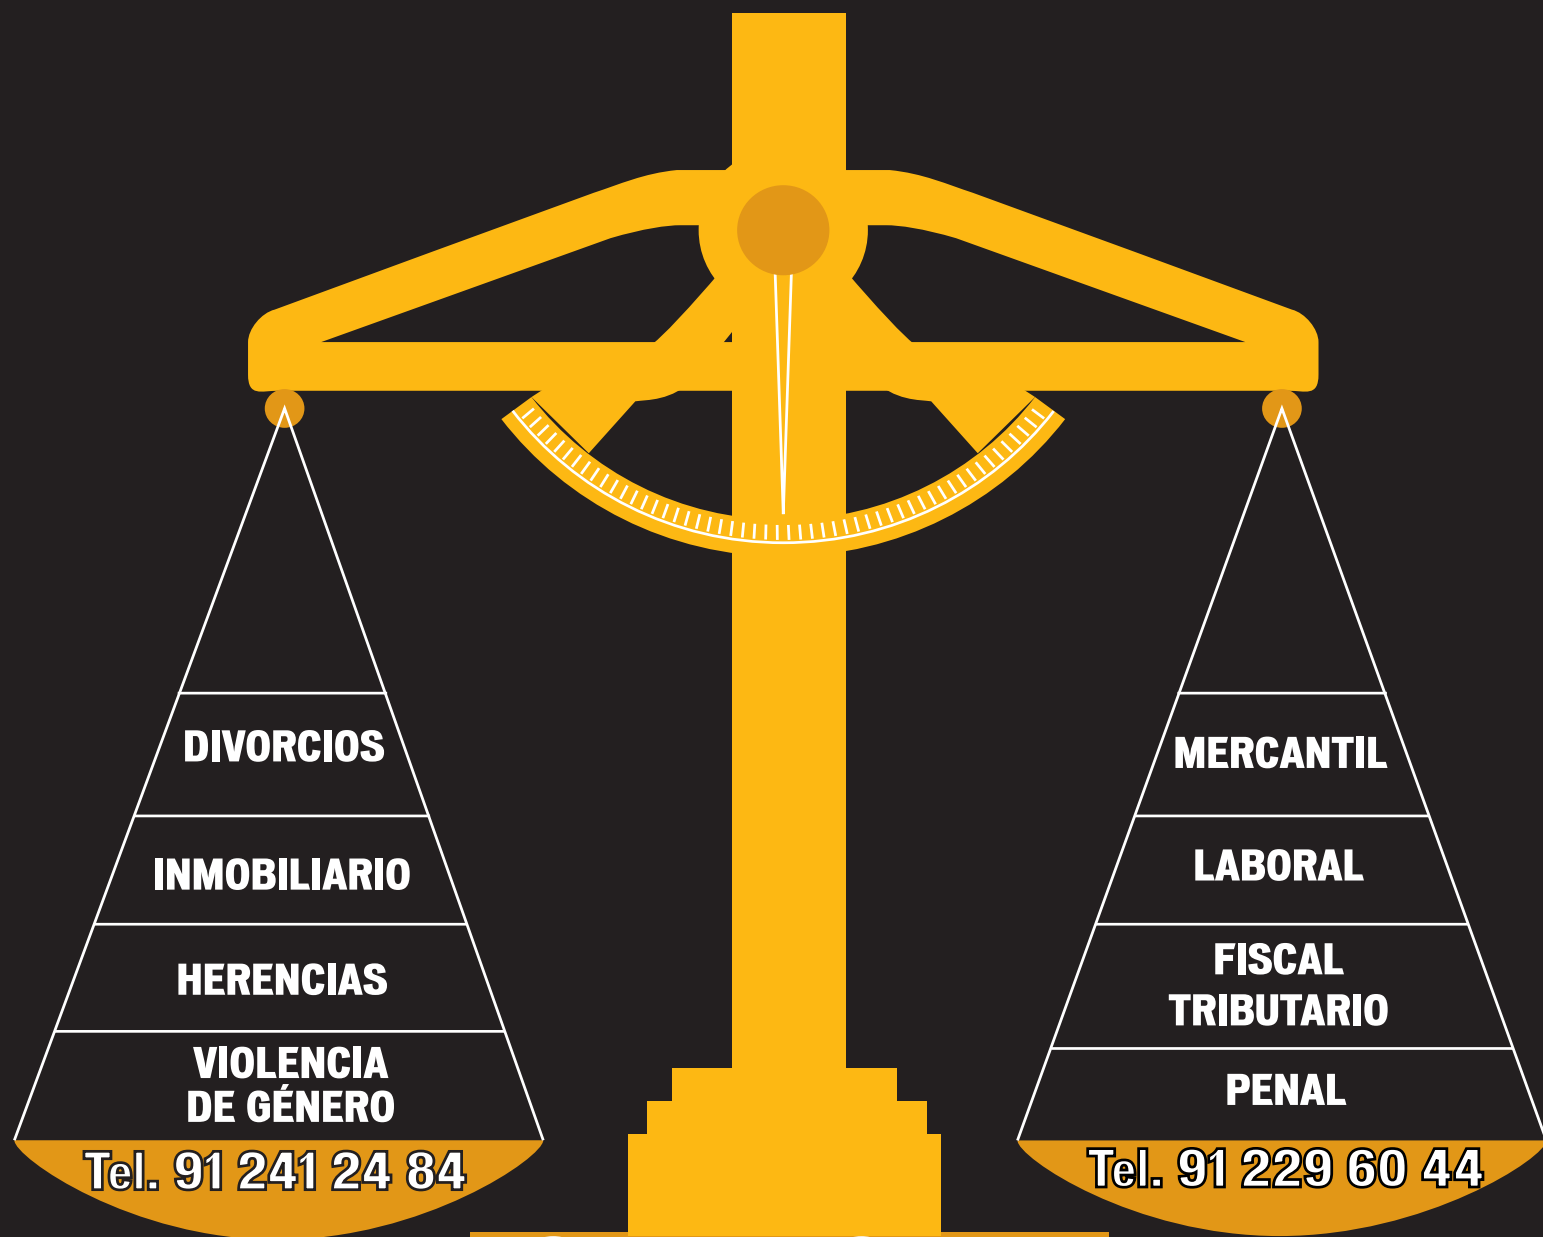 DIVORCIOS
INMOBILIARIO
HERENCIAS
VIOLENCIA
DE GÉNERO
Tel. 91 241 24 84
MERCANTIL
LABORAL
FISCAL
TRIBUTARIO
PENAL
Tel. 91 229 60 44